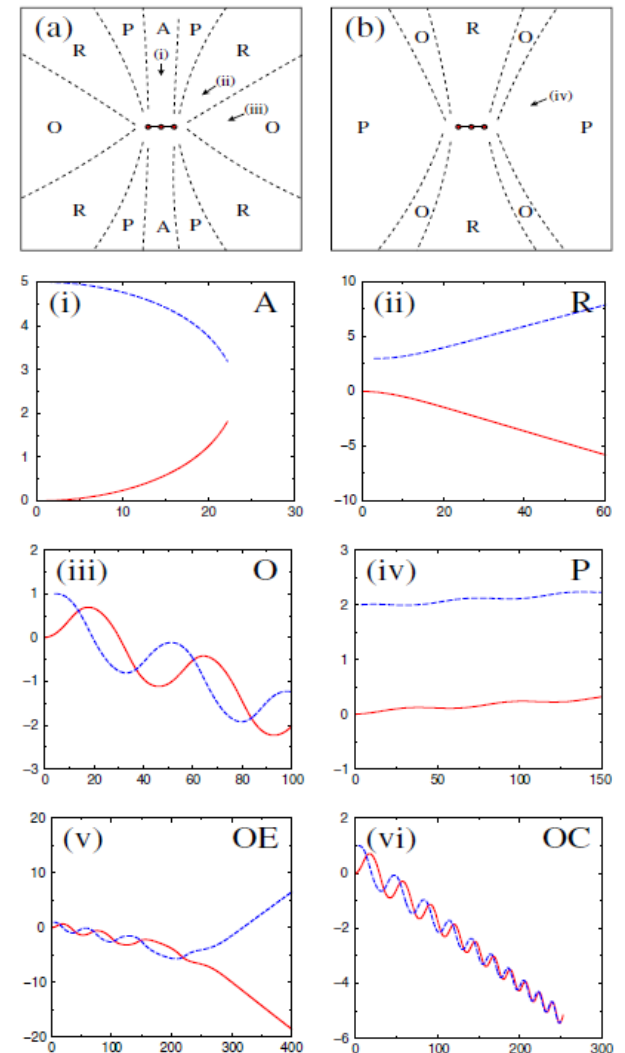 (a) P A P
R (i) R
(ii)
(iii)
O O
R R
P A P
(b) R
O O
(iv)
P P
O O
R
(i) A
5
4
3
2
1
0
0 10 20 30
(ii) R
10
5
0
−5
−10
0 20 40 60
(iii) O
2
1
0
−1
−2
−3
0 20 40 60 80 100
(iv) P
3
2
1
0
−1
0 50 100 150
(v) OE
20
10
0
−10
−20
0 100 200 300 400
(vi) OC
2
0
−2
−4
−6
0 100 200 300